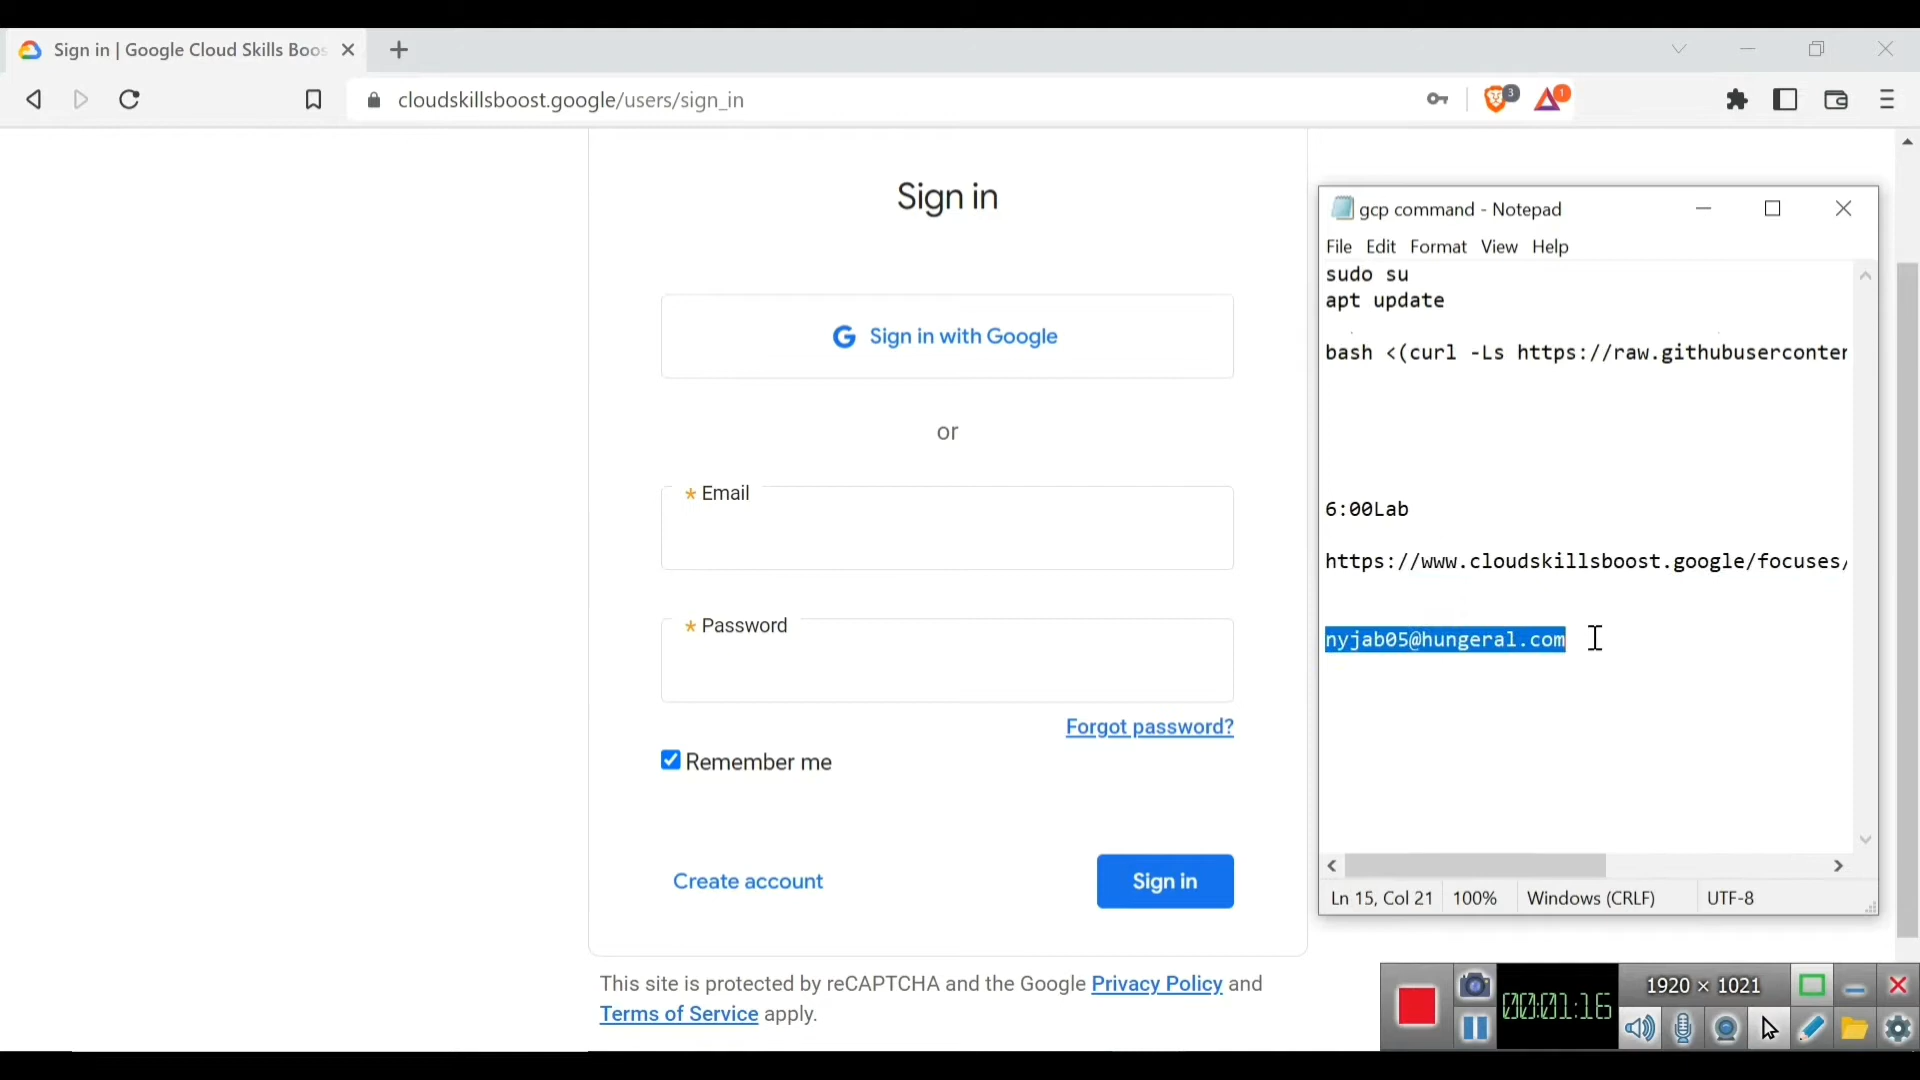 Sign in | Google Cloud Skills Boos
cloudskillsboost.google/users/sign_in
3
1
Sign in
G Sign in with Google
or
* Email
* Password
Forgot password?
Remember me
Create account
Sign in
This site is protected by reCAPTCHA and the Google Privacy Policy and
Terms of Service apply.
gcp command - Notepad
File Edit Format View Help
sudo su
apt update
bash <(curl -Ls https://raw.githubuserconter
6:00Lab
https://www.cloudskillsboost.google/focuses/
nyjab05@hungeral.com
Ln 15, Col 21 100% Windows (CRLF) UTF-8
00:01:16
1920 × 1021